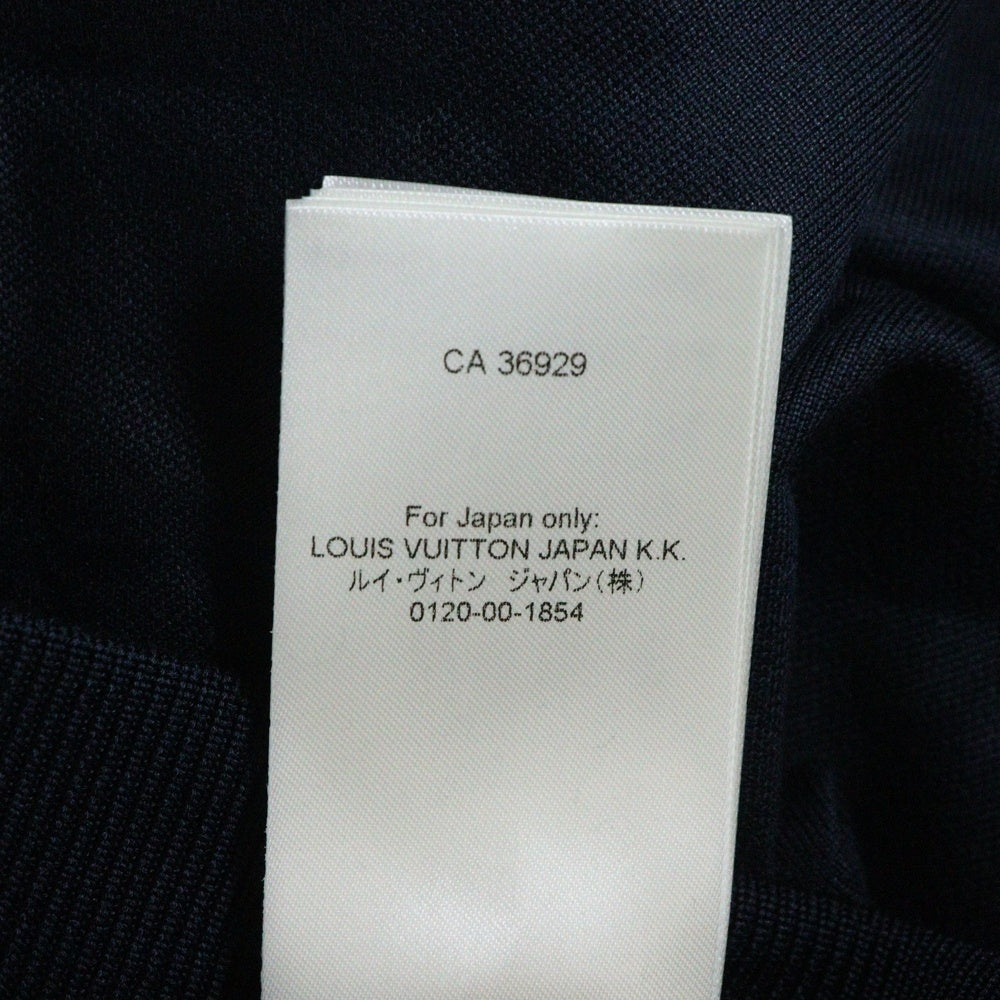 CA 36929
For Japan only:
LOUIS VUITTON JAPAN K.K.
ルイ・ヴィトン　ジャパン（株）
0120-00-1854